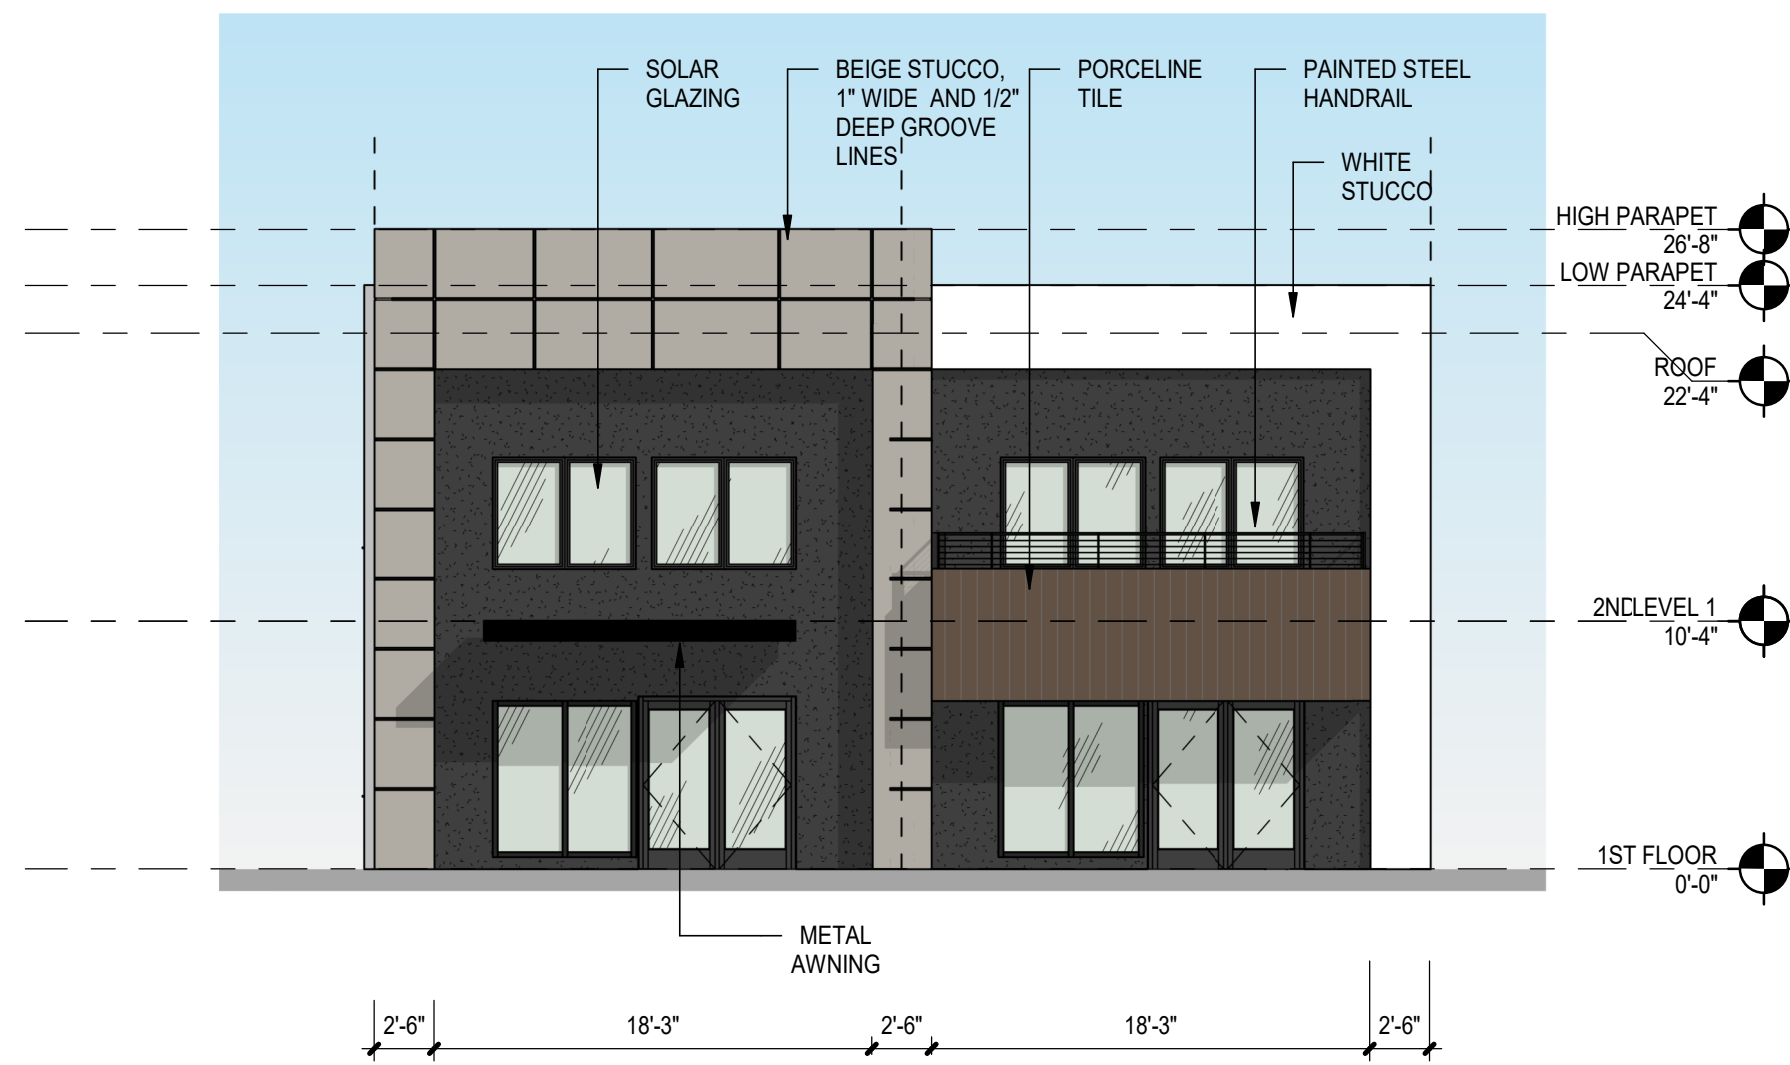 SOLAR
GLAZING
BEIGE STUCCO,
1" WIDE AND 1/2"
DEEP GROOVE
LINES
PORCELINE
TILE
PAINTED STEEL
HANDRAIL
WHITE
STUCCO
HIGH PARAPET
26'-8"
LOW PARAPET
24'-4"
ROOF
22'-4"
2ND LEVEL 1
10'-4"
1ST FLOOR
0'-0"
METAL
AWNING
2'-6"
18'-3"
2'-6"
18'-3"
2'-6"